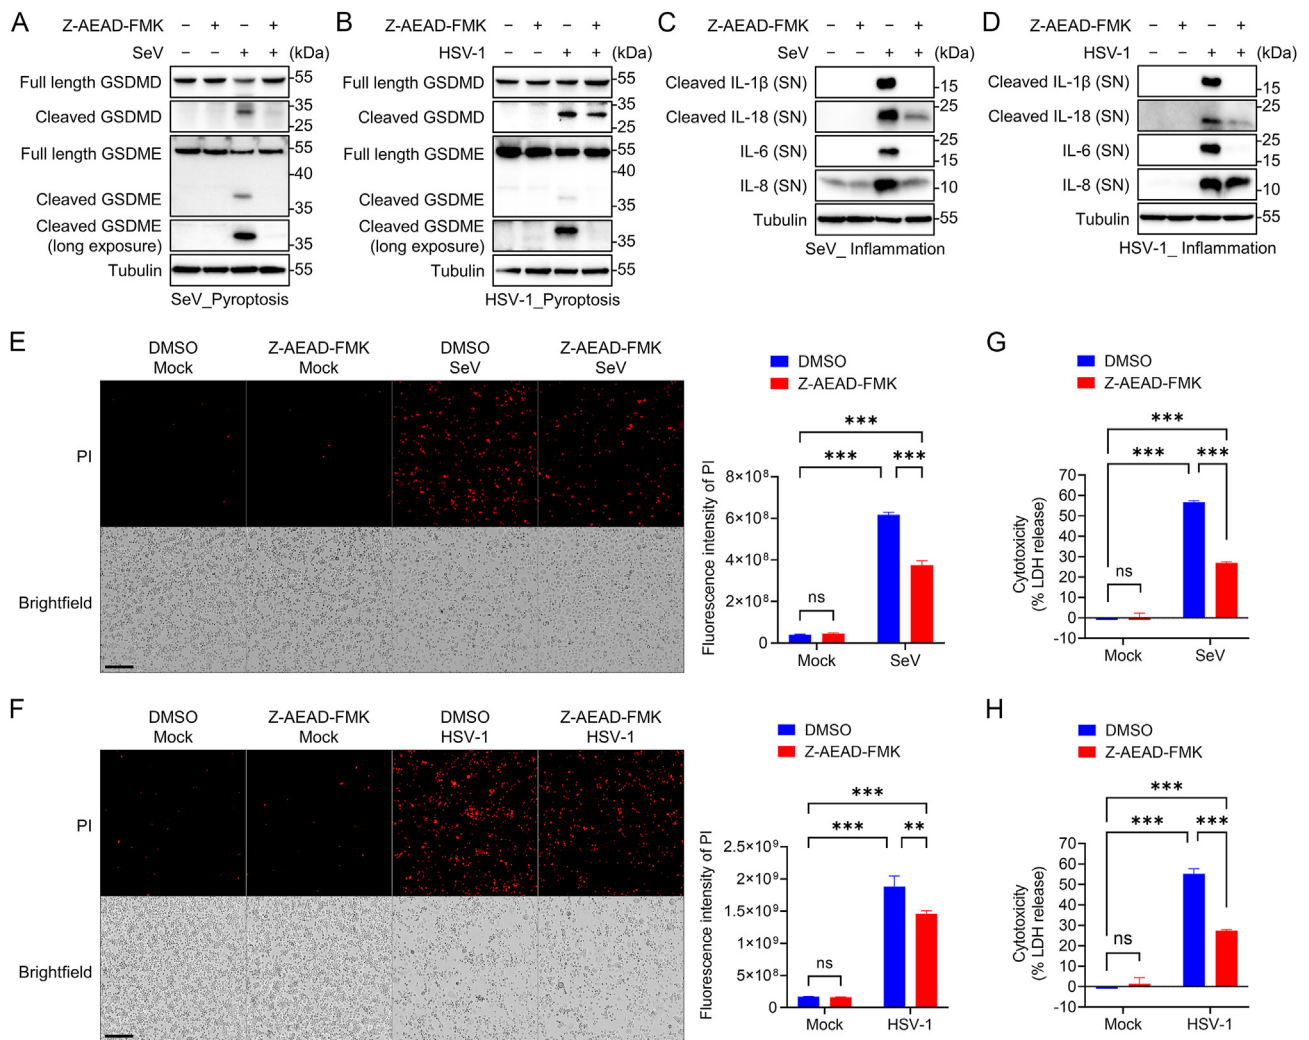 A
Z-AEAD-FMK – + – +
SeV – – + + (kDa)
Full length GSDMD 55
Cleaved GSDMD 35
25
Full length GSDME 55
40
Cleaved GSDME 35
Cleaved GSDME
(long exposure) 35
Tubulin 55
SeV_Pyroptosis
B
Z-AEAD-FMK – + – +
HSV-1 – – + + (kDa)
Full length GSDMD 55
Cleaved GSDMD 35
25
Full length GSDME 55
40
Cleaved GSDME 35
Cleaved GSDME
(long exposure) 35
Tubulin 55
HSV-1_Pyroptosis
C
Z-AEAD-FMK – + – +
SeV – – + + (kDa)
Cleaved IL-1β (SN) 15
Cleaved IL-18 (SN) 25
IL-6 (SN) 25
15
IL-8 (SN) 10
Tubulin 55
SeV_ Inflammation
D
Z-AEAD-FMK – + – +
HSV-1 – – + + (kDa)
Cleaved IL-1β (SN) 15
Cleaved IL-18 (SN) 25
IL-6 (SN) 25
15
IL-8 (SN) 10
Tubulin 55
HSV-1_ Inflammation
E
DMSO
Mock
Z-AEAD-FMK
Mock
DMSO
SeV
Z-AEAD-FMK
SeV
PI
Brightfield
DMSO
Z-AEAD-FMK
Fluorescence intensity of PI
8×10⁸
6×10⁸
4×10⁸
2×10⁸
0
***
*** ***
ns
Mock SeV
G
DMSO
Z-AEAD-FMK
Cytotoxicity
(% LDH release)
70
60
50
40
30
20
10
0
-10
***
*** ***
ns
Mock SeV
F
DMSO
Mock
Z-AEAD-FMK
Mock
DMSO
HSV-1
Z-AEAD-FMK
HSV-1
PI
Brightfield
DMSO
Z-AEAD-FMK
Fluorescence intensity of PI
2.5×10⁹
2×10⁹
1.5×10⁹
1×10⁹
5×10⁸
0
***
*** **
ns
Mock HSV-1
H
DMSO
Z-AEAD-FMK
Cytotoxicity
(% LDH release)
70
60
50
40
30
20
10
0
-10
***
*** ***
ns
Mock HSV-1